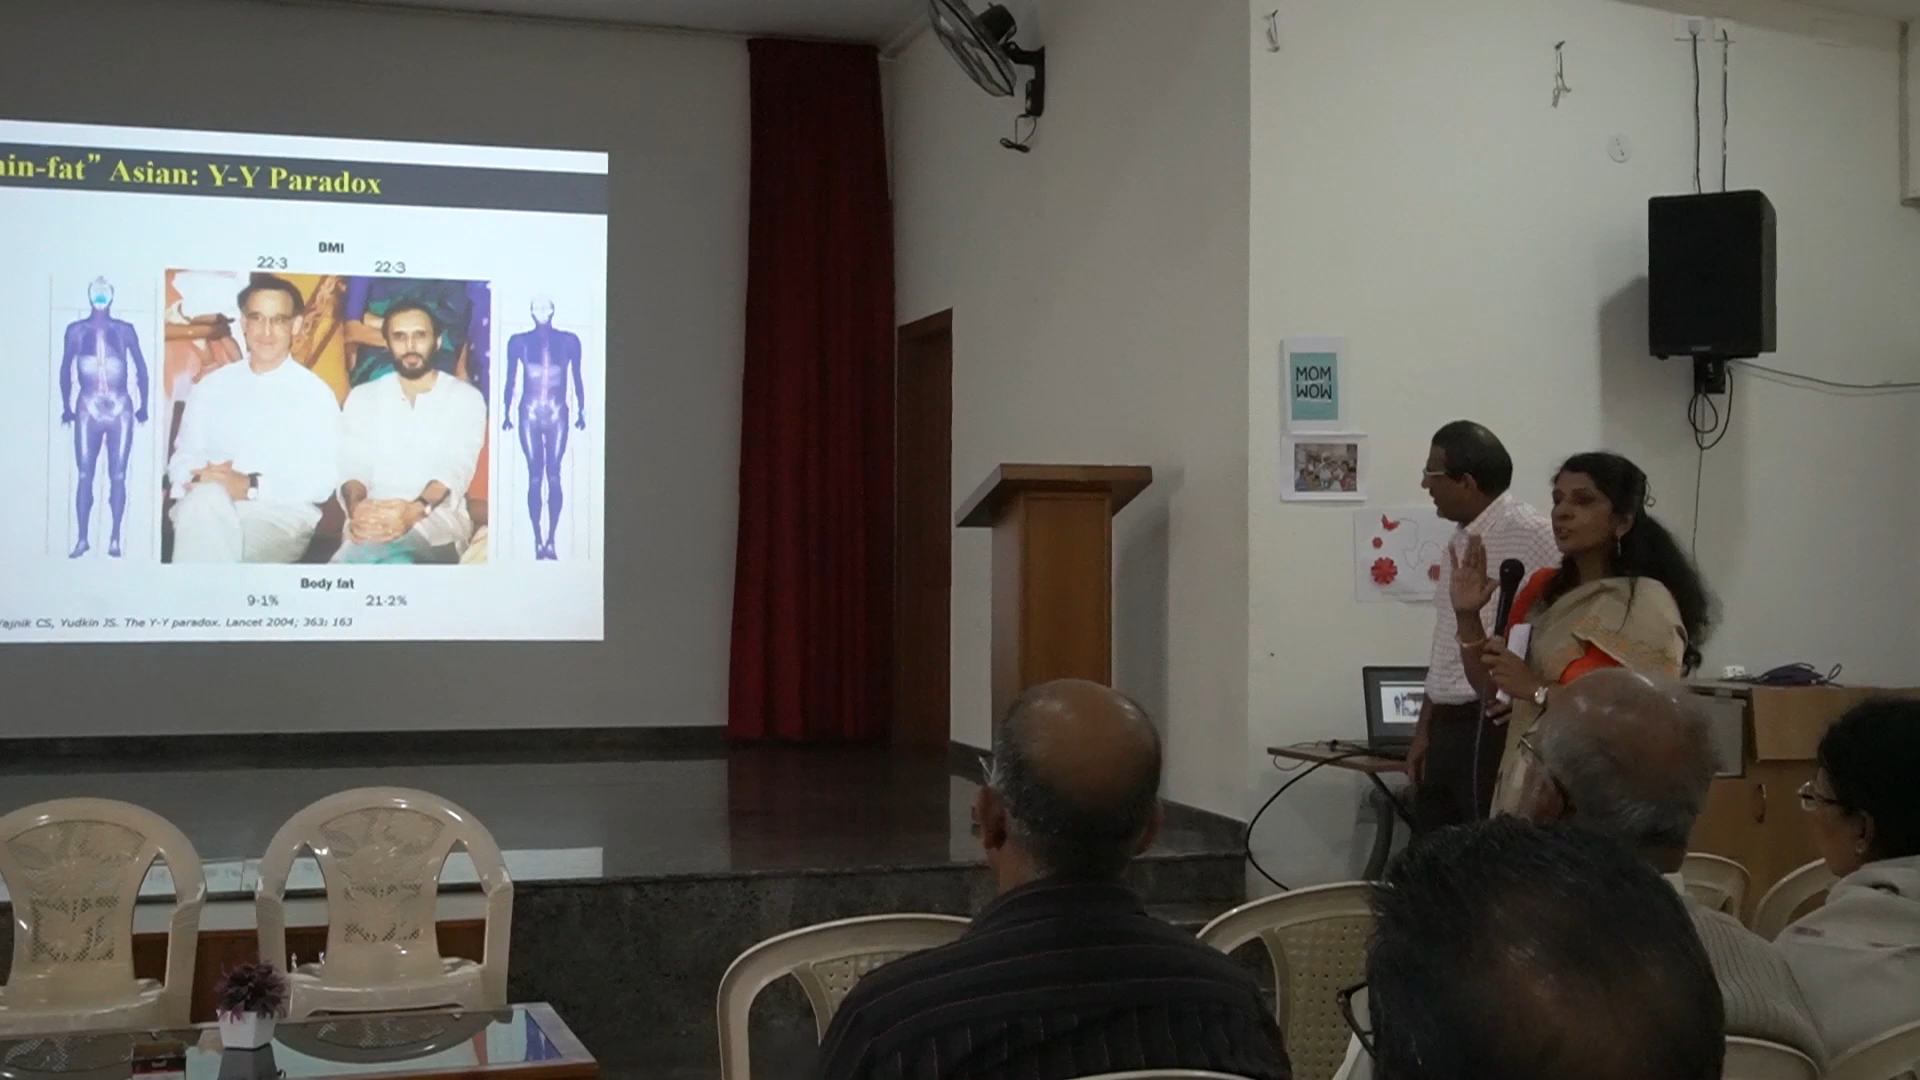 in-fat” Asian: Y-Y Paradox
BMI
22·3 22·3
Body fat
9·1% 21·2%
Yajnik CS, Yudkin JS. The Y-Y paradox. Lancet 2004; 363: 163
MOM
WOW